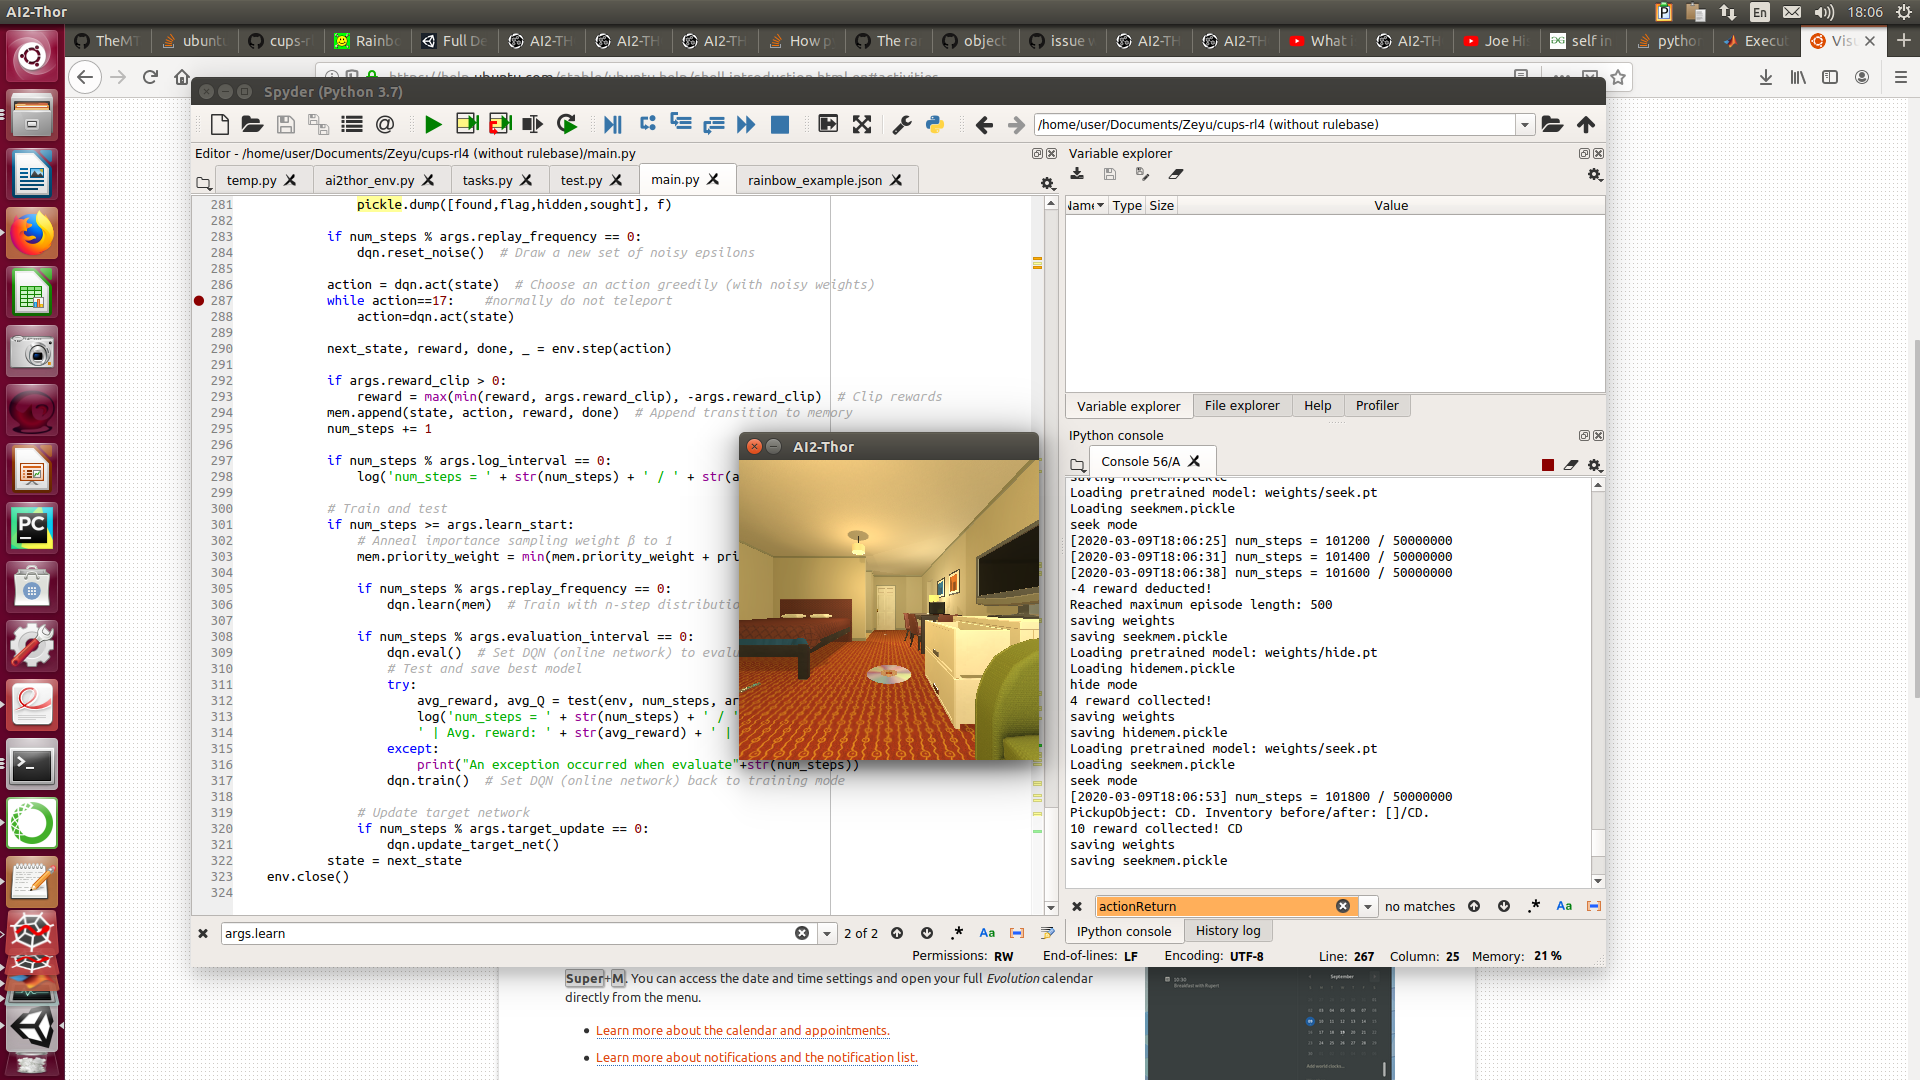 AI2-Thor
En
18:06
TheMT
ubuntu
cups-rl
Rainbo
Full De
AI2-TH
AI2-TH
AI2-TH
How p
The ra
object
issue v
AI2-TH
AI2-TH
What i
AI2-TH
Joe His
self in
python
Execut
Visu
https://help.ubuntu.com/stable/ubuntu-help/shell-introduction.html.en#activities
Spyder (Python 3.7)
/home/user/Documents/Zeyu/cups-rl4 (without rulebase)
Editor - /home/user/Documents/Zeyu/cups-rl4 (without rulebase)/main.py
temp.py
ai2thor_env.py
tasks.py
test.py
main.py
rainbow_example.json
281 pickle.dump([found,flag,hidden,sought], f)
282
283 if num_steps % args.replay_frequency == 0:
284 dqn.reset_noise()  # Draw a new set of noisy epsilons
285
286 action = dqn.act(state)  # Choose an action greedily (with noisy weights)
287 while action==17:    #normally do not teleport
288 action=dqn.act(state)
289
290 next_state, reward, done, _ = env.step(action)
291
292 if args.reward_clip > 0:
293 reward = max(min(reward, args.reward_clip), -args.reward_clip)  # Clip rewards
294 mem.append(state, action, reward, done)  # Append transition to memory
295 num_steps += 1
296
297 if num_steps % args.log_interval == 0:
298 log('num_steps = ' + str(num_steps) + ' / ' + str(a
299
300 # Train and test
301 if num_steps >= args.learn_start:
302 # Anneal importance sampling weight β to 1
303 mem.priority_weight = min(mem.priority_weight + pri
304
305 if num_steps % args.replay_frequency == 0:
306 dqn.learn(mem)  # Train with n-step distributio
307
308 if num_steps % args.evaluation_interval == 0:
309 dqn.eval()  # Set DQN (online network) to evalu
310 # Test and save best model
311 try:
312 avg_reward, avg_Q = test(env, num_steps, ar
313 log('num_steps = ' + str(num_steps) + ' / '
314 ' | Avg. reward: ' + str(avg_reward) + ' |
315 except:
316 print("An exception occurred when evaluate"+str(num_steps))
317 dqn.train()  # Set DQN (online network) back to training mode
318
319 # Update target network
320 if num_steps % args.target_update == 0:
321 dqn.update_target_net()
322 state = next_state
323 env.close()
324
args.learn
2 of 2
Aa
AI2-Thor
Variable explorer
Name
Type
Size
Value
Variable explorer
File explorer
Help
Profiler
IPython console
Console 56/A
saving hidemem.pickle
Loading pretrained model: weights/seek.pt
Loading seekmem.pickle
seek mode
[2020-03-09T18:06:25] num_steps = 101200 / 50000000
[2020-03-09T18:06:31] num_steps = 101400 / 50000000
[2020-03-09T18:06:38] num_steps = 101600 / 50000000
-4 reward deducted!
Reached maximum episode length: 500
saving weights
saving seekmem.pickle
Loading pretrained model: weights/hide.pt
Loading hidemem.pickle
hide mode
4 reward collected!
saving weights
saving hidemem.pickle
Loading pretrained model: weights/seek.pt
Loading seekmem.pickle
seek mode
[2020-03-09T18:06:53] num_steps = 101800 / 50000000
PickupObject: CD. Inventory before/after: []/CD.
10 reward collected! CD
saving weights
saving seekmem.pickle
actionReturn
no matches
Aa
IPython console
History log
Permissions: RW
End-of-lines: LF
Encoding: UTF-8
Line: 267
Column: 25
Memory: 21 %
Super+M. You can access the date and time settings and open your full Evolution calendar
directly from the menu.
Learn more about the calendar and appointments.
Learn more about notifications and the notification list.
September